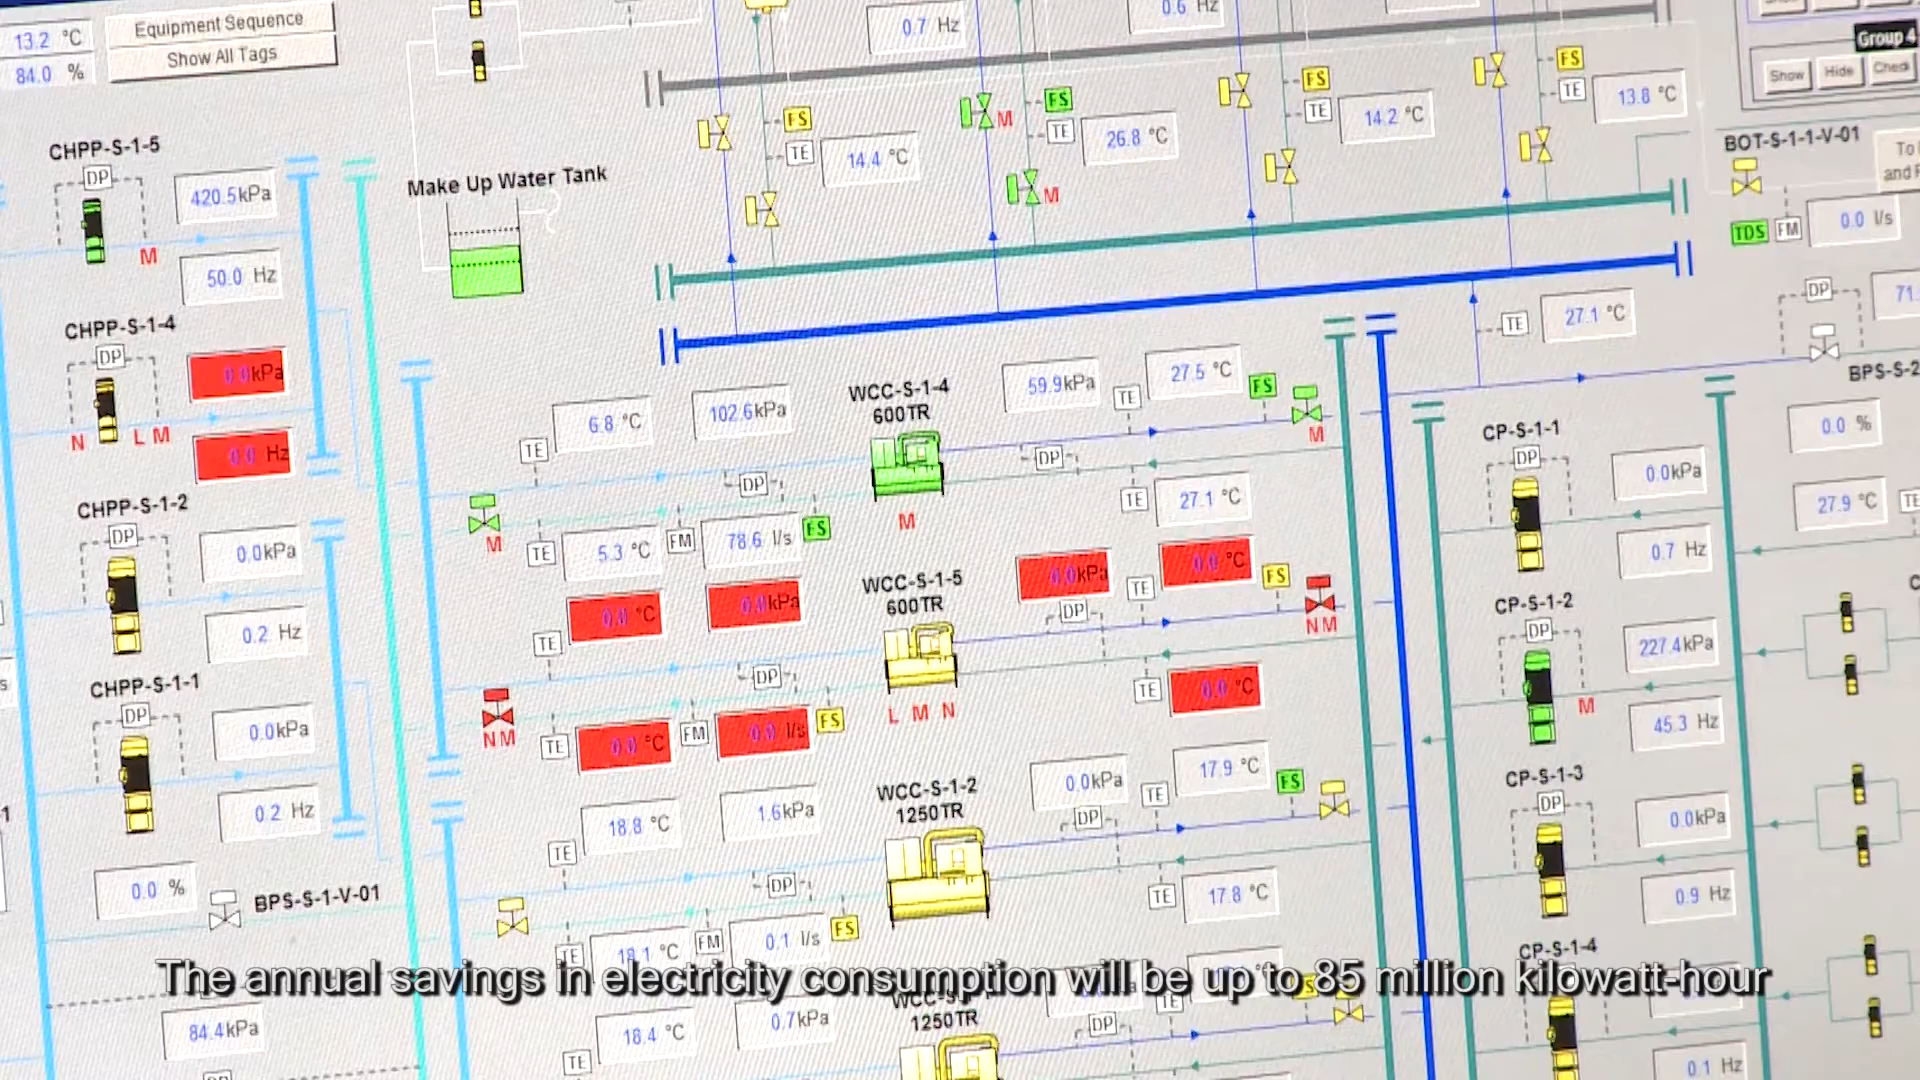 13.2 °C
84.0 %
Equipment Sequence
Show All Tags
0.7 Hz
0.6 Hz
Group 4
Show
Hide
Check
CHPP-S-1-5
DP
420.5kPa
M
50.0 Hz
Make Up Water Tank
FS
TE
14.4 °C
M
FS
TE
26.8 °C
M
FS
TE
14.2 °C
FS
TE
13.8 °C
BOT-S-1-1-V-01
TDS
FM
0.0 l/s
CHPP-S-1-4
DP
0.0kPa
N
L M
0.0 Hz
TE
27.1 °C
DP
BPS-S-2
0.0 %
27.9 °C
CHPP-S-1-2
DP
0.0kPa
0.2 Hz
CHPP-S-1-1
DP
0.0kPa
0.2 Hz
0.0 %
BPS-S-1-V-01
84.4kPa
WCC-S-1-4
600TR
TE
6.8 °C
102.6kPa
59.9kPa
TE
27.5 °C
FS
M
DP
DP
M
M
TE
5.3 °C
FM
78.6 l/s
FS
TE
27.1 °C
WCC-S-1-5
600TR
TE
0.0 °C
0.0kPa
0.0kPa
TE
0.0 °C
FS
N M
DP
DP
L M N
N M
TE
0.0 °C
FM
0.0 l/s
FS
TE
0.0 °C
WCC-S-1-2
1250TR
TE
18.8 °C
1.6kPa
0.0kPa
TE
17.9 °C
FS
DP
DP
TE
18.1 °C
FM
0.1 l/s
FS
TE
17.8 °C
1250TR
TE
18.4 °C
0.7kPa
DP
CP-S-1-1
DP
0.0kPa
0.7 Hz
CP-S-1-2
DP
227.4kPa
M
45.3 Hz
CP-S-1-3
DP
0.0kPa
0.9 Hz
CP-S-1-4
0.1 Hz
The annual savings in electricity consumption will be up to 85 million kilowatt-hour